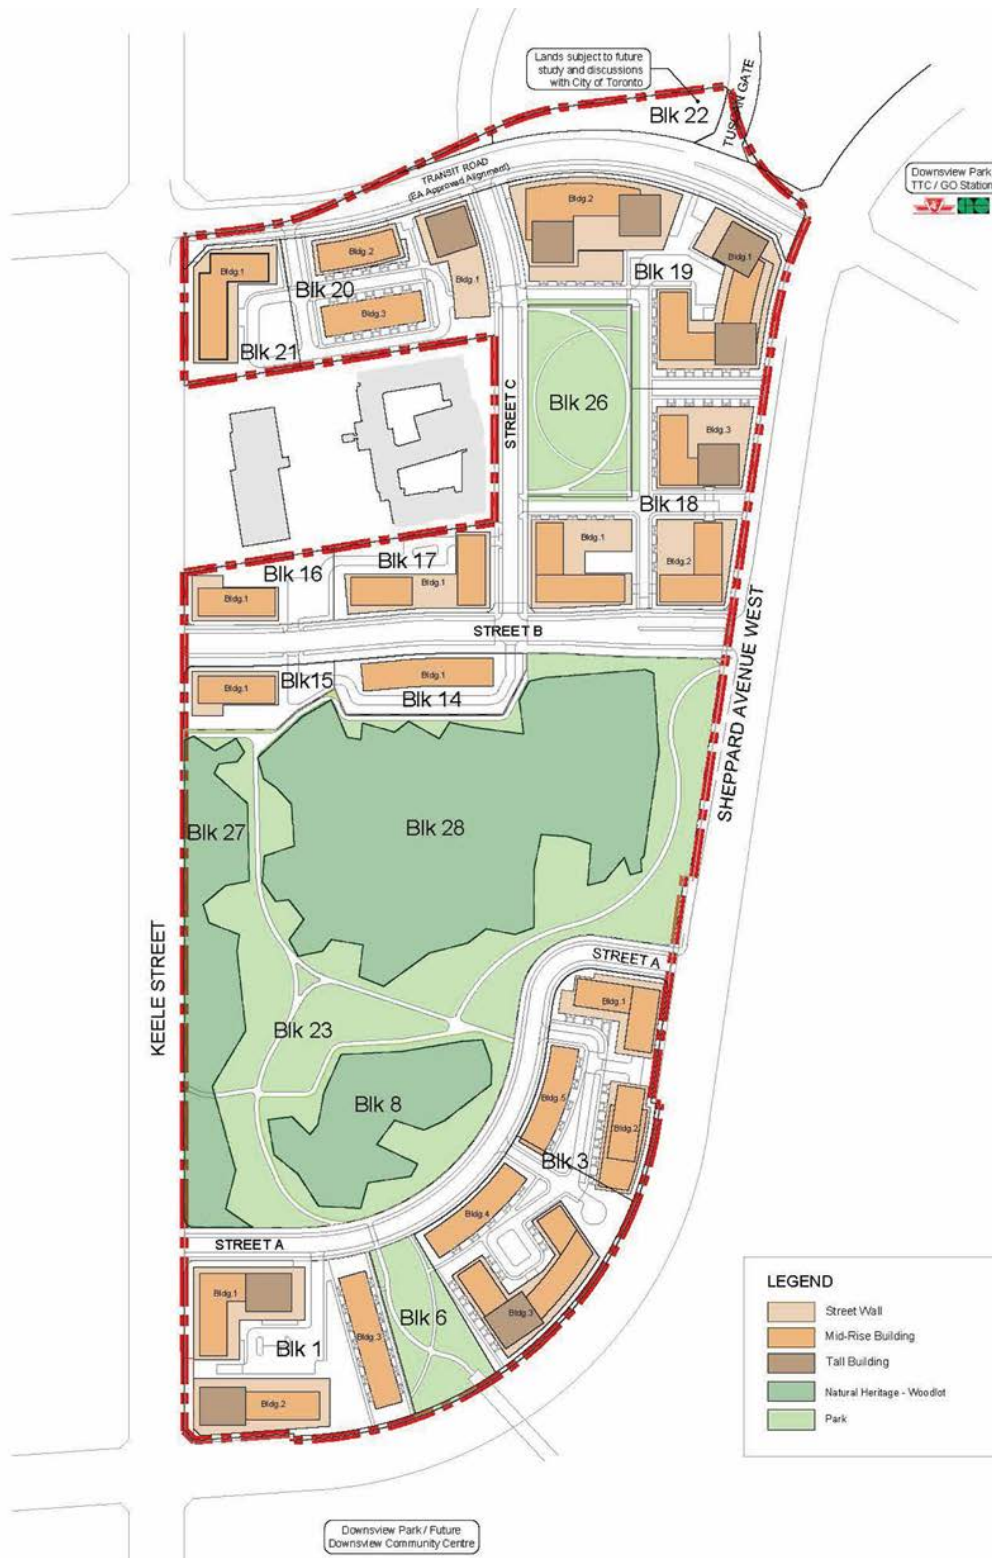 Lands subject to future
study and discussions
with City of Toronto
Blk 22
TUSCAN GATE
TRANSIT ROAD
(EA Approved Alignment)
Downsview Park
TTC / GO Station
Bldg.2
Bldg.1
Blk 19
Bldg.1
Bldg.2
Blk 20
Bldg.1
Bldg.3
Blk 21
STREET C
Blk 26
Bldg.3
Blk 18
Bldg.1
Bldg.2
Blk 16
Blk 17
Bldg.1
Bldg.1
STREET B
SHEPPARD AVENUE WEST
Bldg.1
Blk15
Bldg.1
Blk 14
Blk 27
Blk 28
KEELE STREET
STREET A
Bldg.1
Blk 23
Bldg.5
Bldg.2
Blk 8
Blk 3
Bldg.4
STREET A
Bldg.1
Bldg.3
Blk 6
Bldg.3
Blk 1
Bldg.2
LEGEND
Street Wall
Mid-Rise Building
Tall Building
Natural Heritage - Woodlot
Park
Downsview Park / Future
Downsview Community Centre